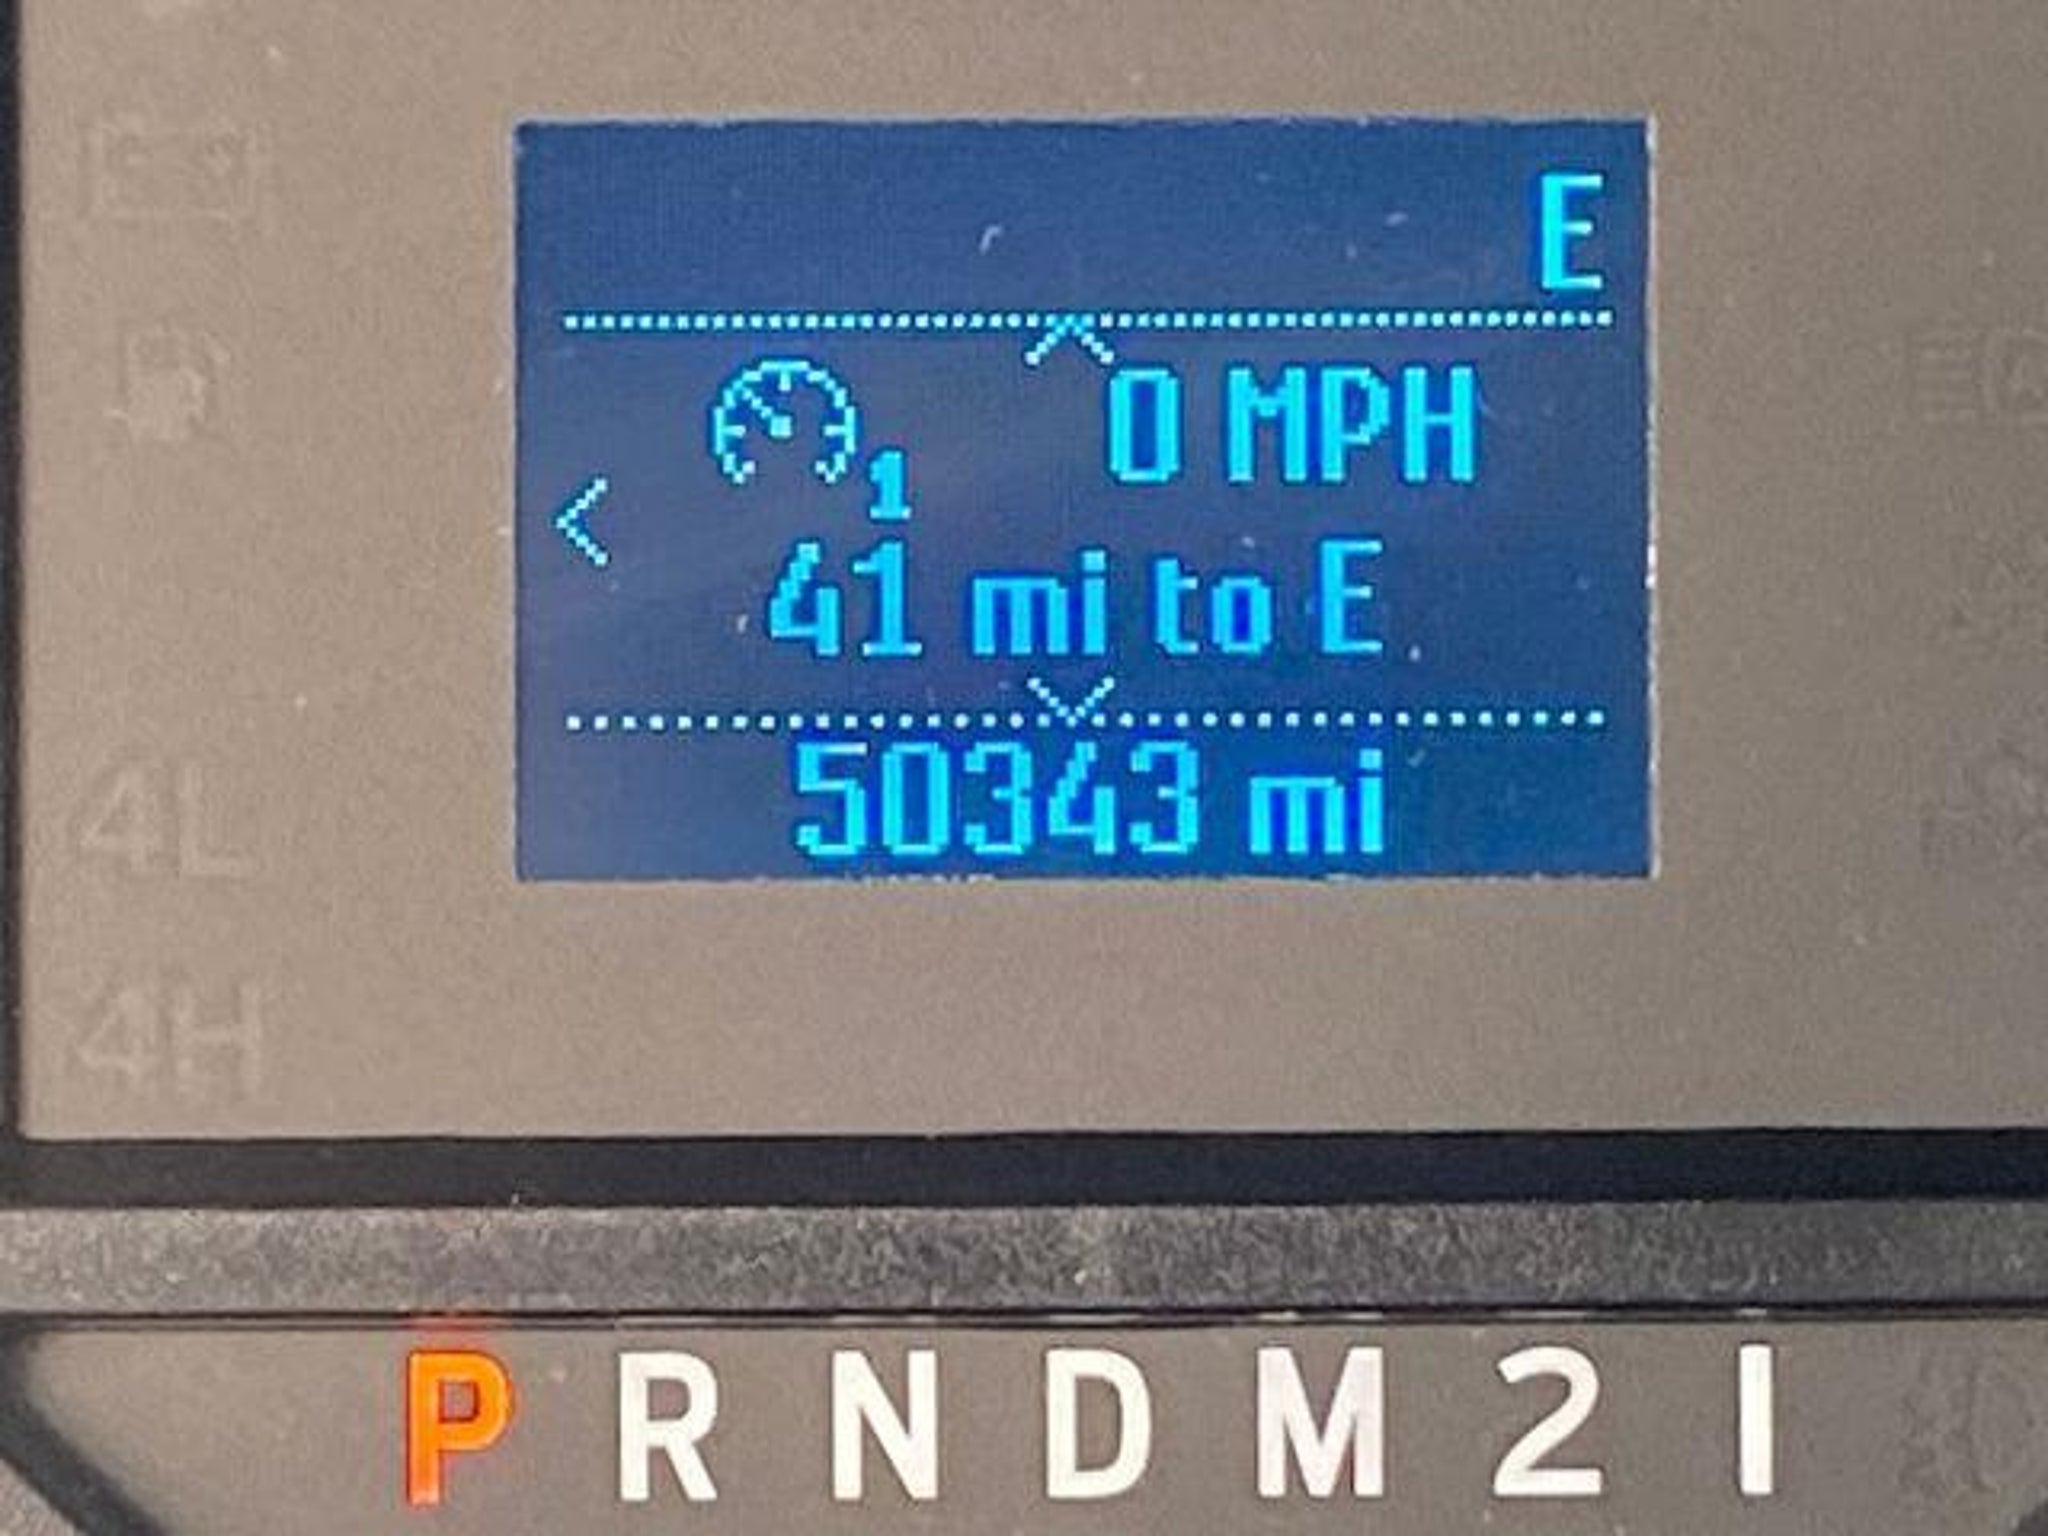 E
0 MPH
1
41 mi to E
50343 mi
4L
4H
P R N D M 2 1